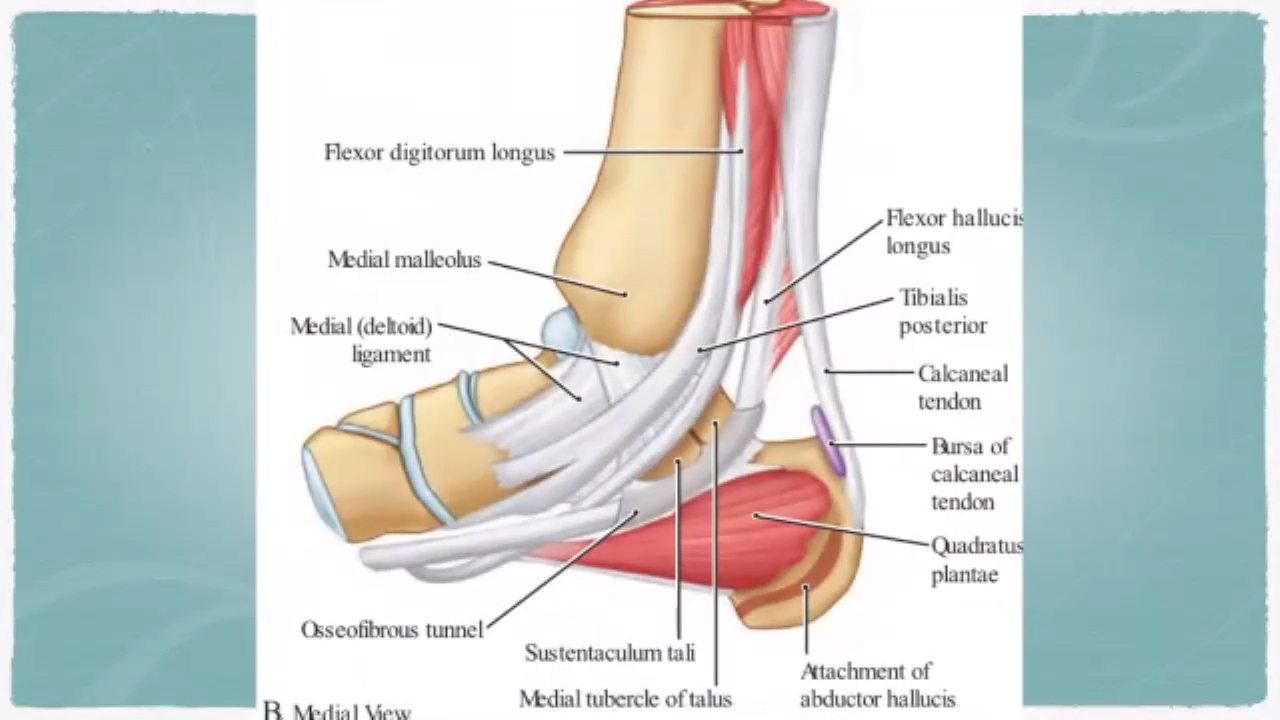 Flexor digitorum longus
Flexor hallucis
longus
Medial malleolus
Tibialis
posterior
Medial (deltoid)
ligament
Calcaneal
tendon
Bursa of
calcaneal
tendon
Quadratus
plantae
Osseofibrous tunnel
Sustentaculum tali
Attachment of
abductor hallucis
Medial tubercle of talus
B. Medial View